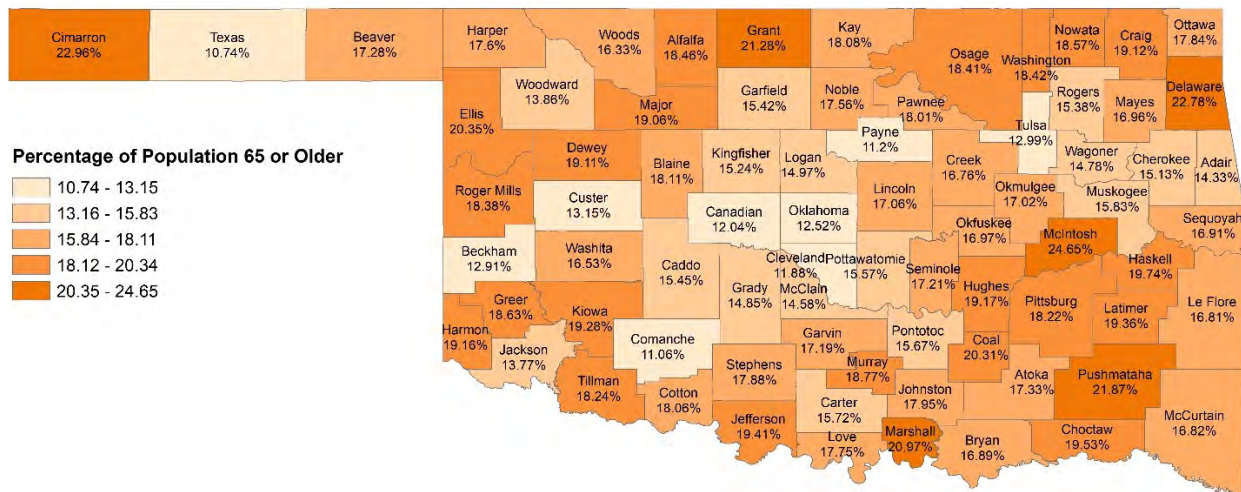 Cimarron
22.96%
Texas
10.74%
Beaver
17.28%
Harper
17.6%
Woods
16.33%
Alfalfa
18.46%
Grant
21.28%
Kay
18.08%
Osage
18.41%
Nowata
18.57%
Craig
19.12%
Ottawa
17.84%
Washington
18.42%
Woodward
13.86%
Garfield
15.42%
Noble
17.56%
Pawnee
18.01%
Rogers
15.38%
Mayes
16.96%
Delaware
22.78%
Ellis
20.35%
Major
19.06%
Payne
11.2%
Tulsa
12.99%
Wagoner
14.78%
Cherokee
15.13%
Adair
14.33%
Percentage of Population 65 or Older
10.74 - 13.15
13.16 - 15.83
15.84 - 18.11
18.12 - 20.34
20.35 - 24.65
Dewey
19.11%
Blaine
18.11%
Kingfisher
15.24%
Logan
14.97%
Creek
16.76%
Roger Mills
18.38%
Custer
13.15%
Canadian
12.04%
Oklahoma
12.52%
Lincoln
17.06%
Okmulgee
17.02%
Muskogee
15.83%
Okfuskee
16.97%
McIntosh
24.65%
Sequoyah
16.91%
Beckham
12.91%
Washita
16.53%
Caddo
15.45%
Grady
14.85%
Cleveland
11.88%
McClain
14.58%
Pottawatomie
15.57%
Seminole
17.21%
Hughes
19.17%
Haskell
19.74%
Pittsburg
18.22%
Latimer
19.36%
Le Flore
16.81%
Greer
18.63%
Kiowa
19.28%
Harmon
19.16%
Jackson
13.77%
Comanche
11.06%
Garvin
17.19%
Pontotoc
15.67%
Coal
20.31%
Stephens
17.88%
Murray
18.77%
Johnston
17.95%
Atoka
17.33%
Pushmataha
21.87%
Tillman
18.24%
Cotton
18.06%
Carter
15.72%
Jefferson
19.41%
Love
17.75%
Marshall
20.97%
Bryan
16.89%
Choctaw
19.53%
McCurtain
16.82%